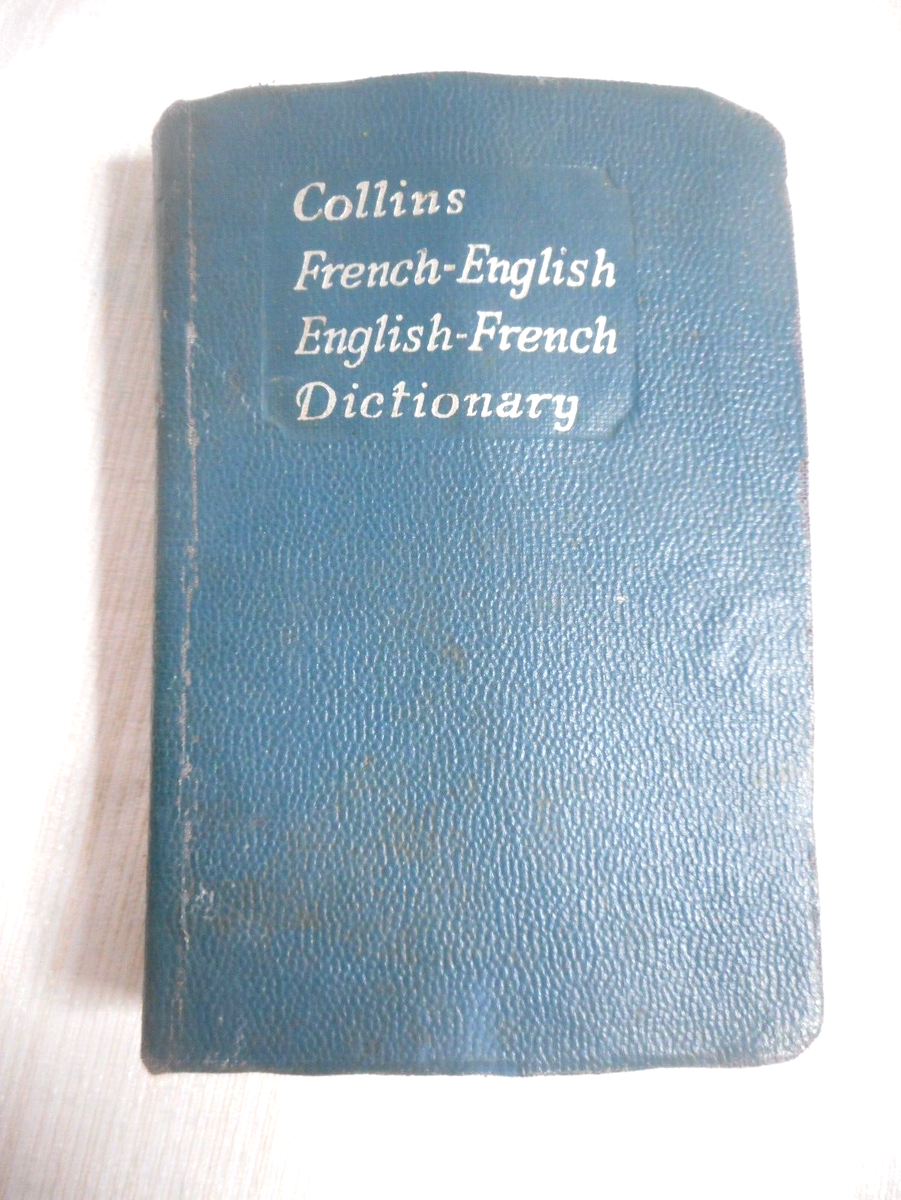 Collins
French-English
English-French
Dictionary